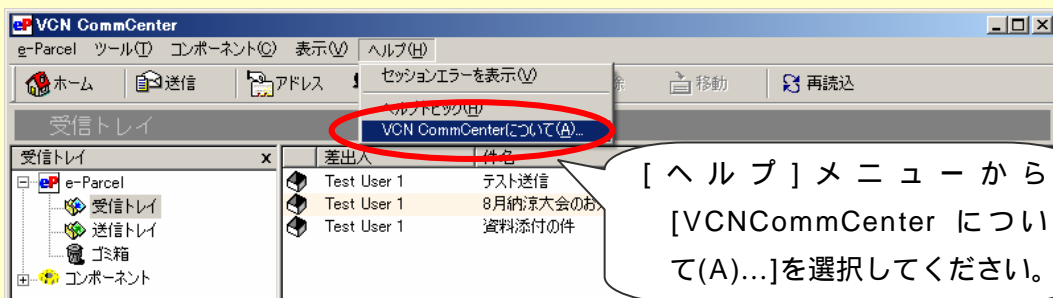 eP VCN CommCenter
e-Parcel ツール(T) コンポーネント(C) 表示(V) ヘルプ(H)
ホーム 送信 アドレス 除 移動 再読込
セッションエラーを表示(V)
ヘルプトピック(H)
VCN CommCenterについて(A)...
受信トレイ
受信トレイ x 差出人 件名
eP e-Parcel Test User 1 テスト送信
受信トレイ Test User 1 8月納涼大会のお
送信トレイ Test User 1 資料添付の件
ゴミ箱
コンポーネント
[ヘルプ]メニューから
[VCNCommCenter につい
て(A)...]を選択してください。